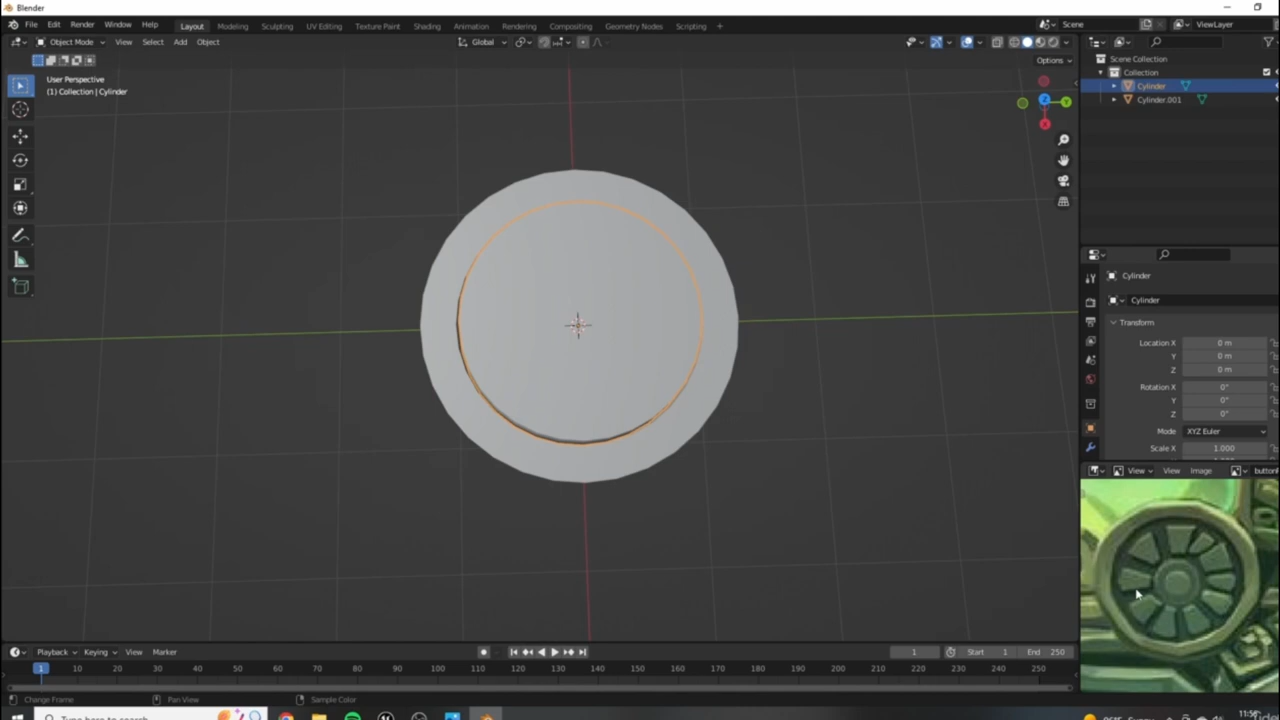 Blender
File Edit Render Window Help Layout Modeling Sculpting UV Editing Texture Paint Shading Animation Rendering Compositing Geometry Nodes Scripting + Scene ViewLayer
Object Mode View Select Add Object Global
Options
User Perspective
(1) Collection | Cylinder
Scene Collection
Collection
Cylinder
Cylinder.001
Z
Y
X
Cylinder
Cylinder
Transform
Location X 0 m
Y 0 m
Z 0 m
Rotation X 0°
Y 0°
Z 0°
Mode XYZ Euler
Scale X 1.000
View View Image
Playback Keying View Marker 1 Start 1 End 250
1 10 20 30 40 50 60 70 80 90 100 110 120 130 140 150 160 170 180 190 200 210 220 230 240 250
Change Frame Pan View Sample Color
Type here to search